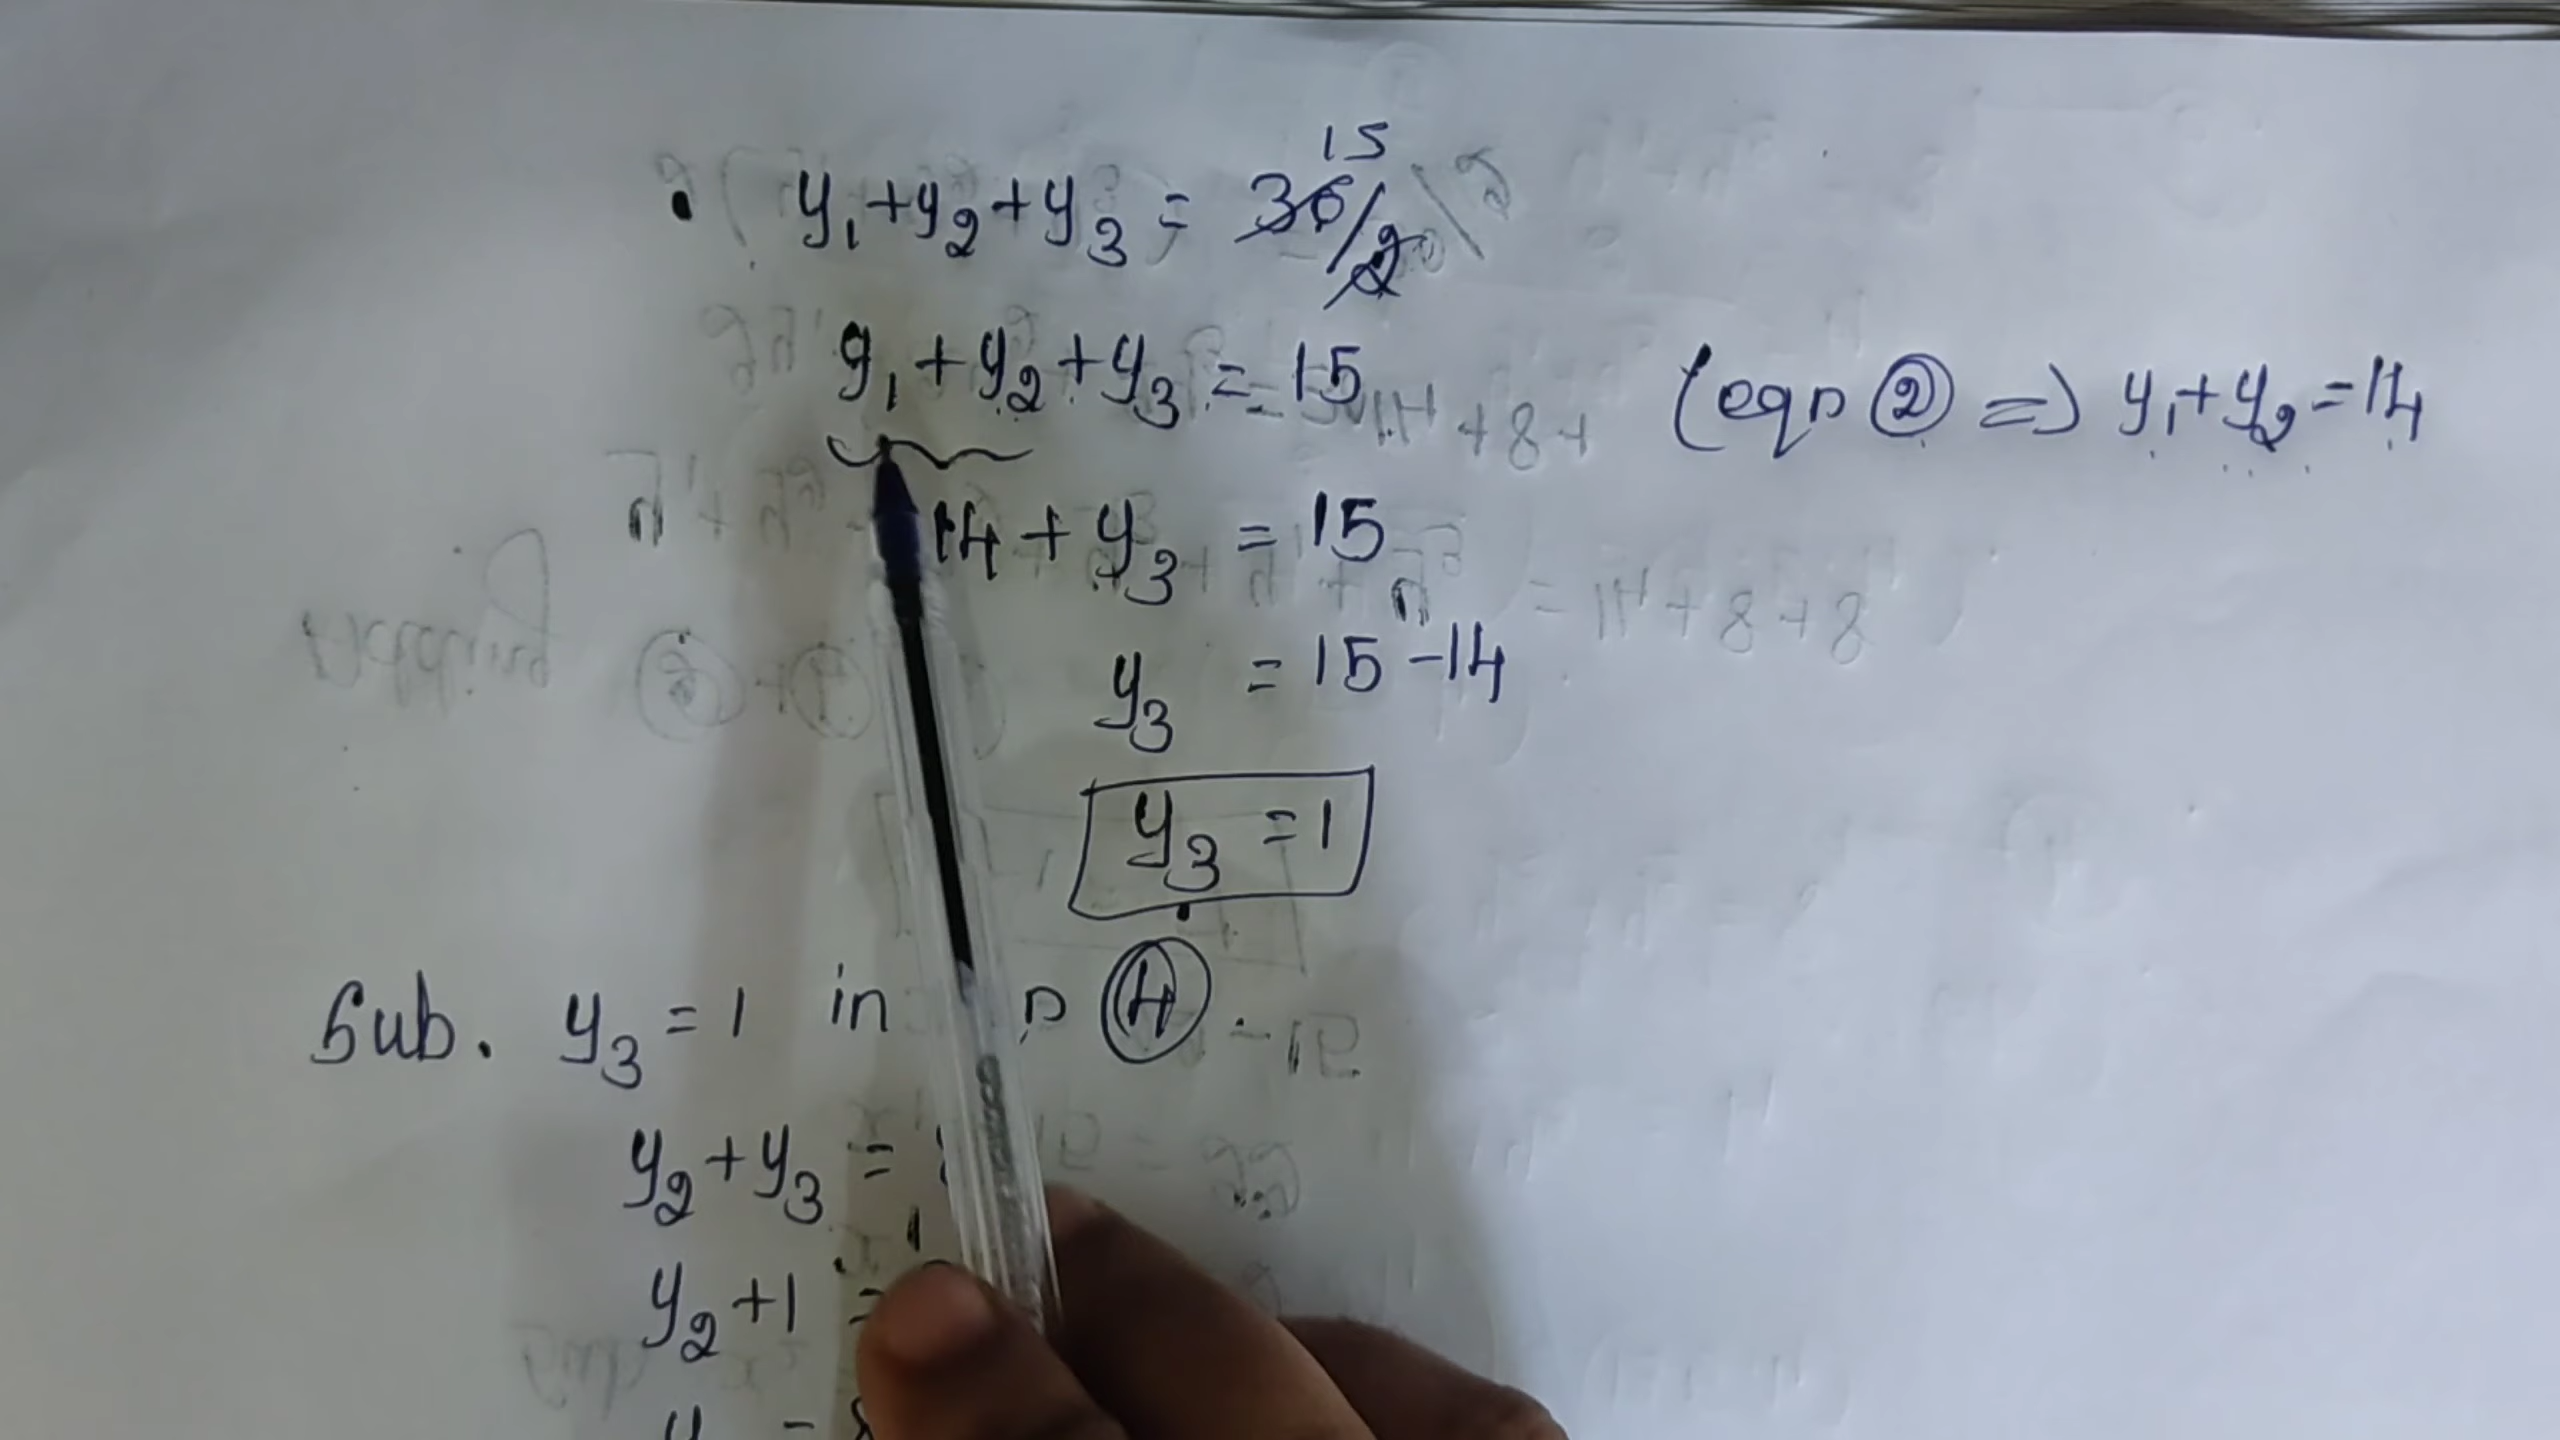 • y₁+y₂+y₃ = 30/2 15
y₁+y₂+y₃ = 15 (eqn ② ⇒) y₁+y₂=14
14+y₃ = 15
y₃ = 15-14
y₃ = 1
Sub. y₃=1 in n ④.
y₂+y₃ =
y₂+1 =